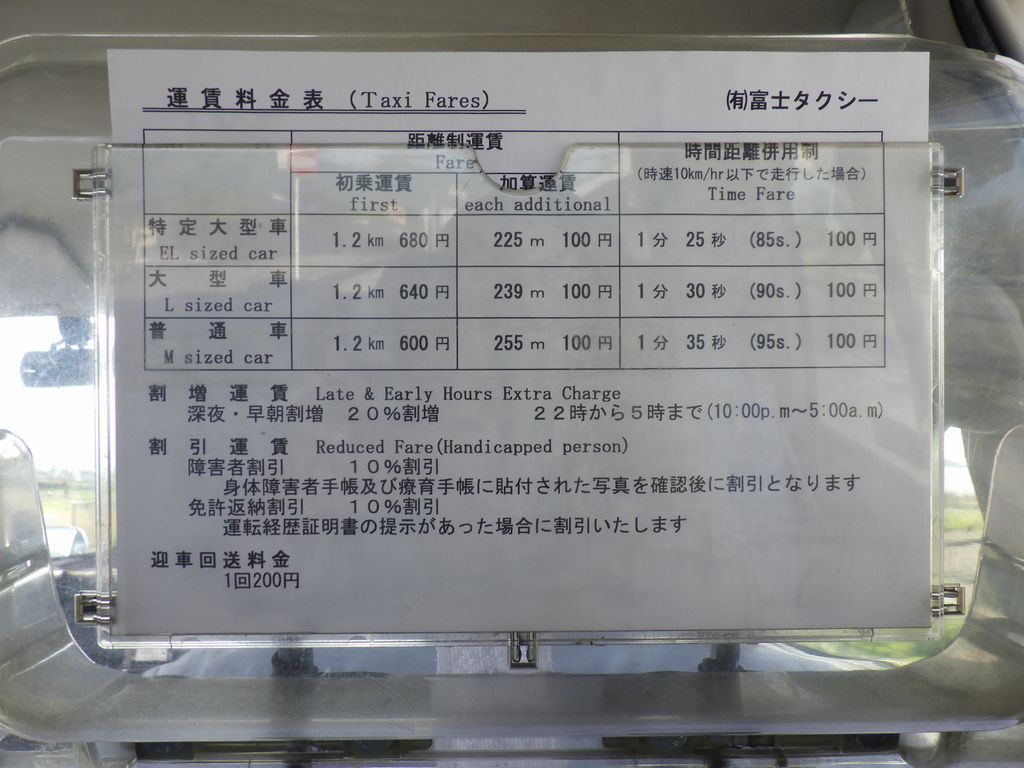 運賃料金表 (Taxi Fares) ㈲富士タクシー
距離制運賃
Fare
時間距離併用制
(時速10km/hr以下で走行した場合)
Time Fare
初乗運賃
first
加算運賃
each additional
特定大型車
EL sized car
1.2km 680円 225m 100円 1分 25秒 (85s.) 100円
大型車
L sized car
1.2km 640円 239m 100円 1分 30秒 (90s.) 100円
普通車
M sized car
1.2km 600円 255m 100円 1分 35秒 (95s.) 100円
割増運賃 Late & Early Hours Extra Charge
深夜・早朝割増 20%割増 22時から5時まで(10:00p.m～5:00a.m)
割引運賃 Reduced Fare(Handicapped person)
障害者割引 10%割引
身体障害者手帳及び療育手帳に貼付された写真を確認後に割引となります
免許返納割引 10%割引
運転経歴証明書の提示があった場合に割引いたします
迎車回送料金
1回200円